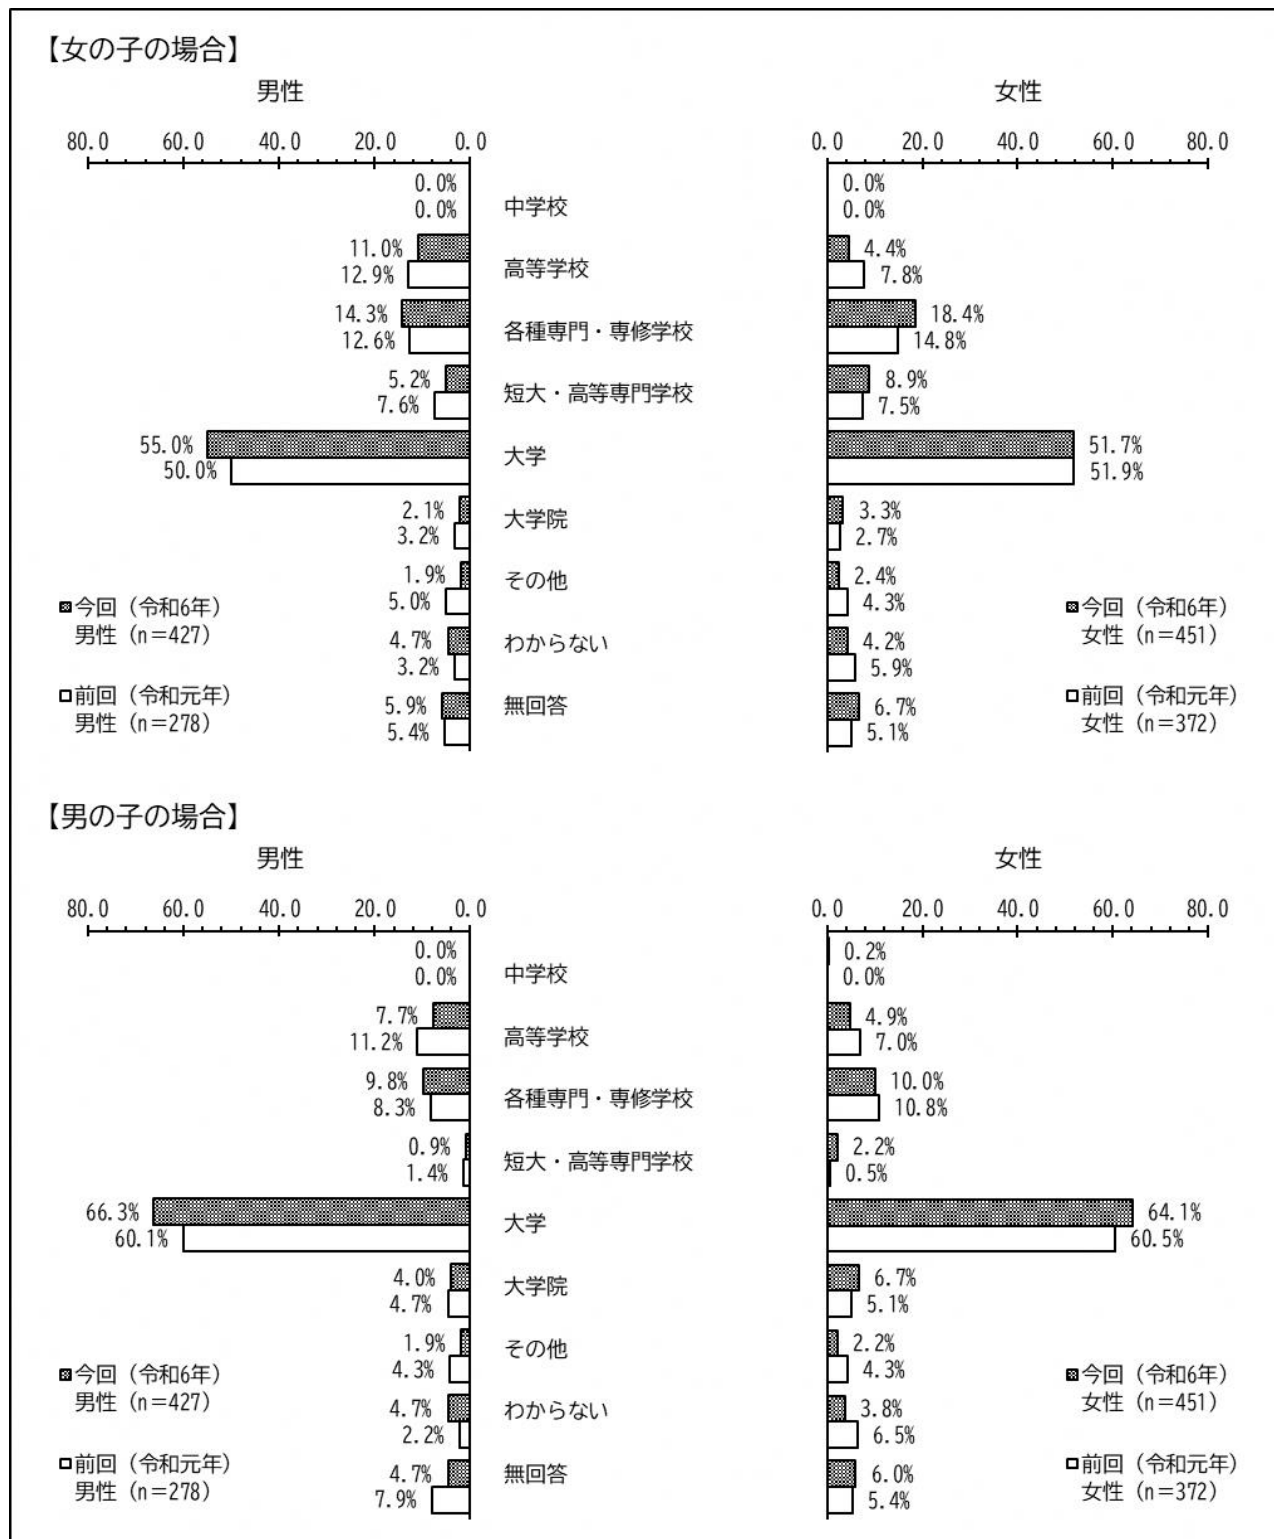 【女の子の場合】
男性 女性
80.0 60.0 40.0 20.0 0.0 0.0 20.0 40.0 60.0 80.0
0.0% 0.0%
0.0% 中学校 0.0%
11.0% 4.4%
12.9% 高等学校 7.8%
14.3% 18.4%
12.6% 各種専門・専修学校 14.8%
5.2% 8.9%
7.6% 短大・高等専門学校 7.5%
55.0% 51.7%
50.0% 大学 51.9%
2.1% 3.3%
3.2% 大学院 2.7%
1.9% その他 2.4%
5.0% 4.3%
今回（令和6年） 今回（令和6年）
男性（n＝427） 女性（n＝451）
4.7% わからない 4.2%
3.2% 5.9%
前回（令和元年） 前回（令和元年）
男性（n＝278） 女性（n＝372）
5.9% 無回答 6.7%
5.4% 5.1%
【男の子の場合】
男性 女性
80.0 60.0 40.0 20.0 0.0 0.0 20.0 40.0 60.0 80.0
0.0% 0.2%
0.0% 中学校 0.0%
7.7% 4.9%
11.2% 高等学校 7.0%
9.8% 10.0%
8.3% 各種専門・専修学校 10.8%
0.9% 2.2%
1.4% 短大・高等専門学校 0.5%
66.3% 64.1%
60.1% 大学 60.5%
4.0% 6.7%
4.7% 大学院 5.1%
1.9% その他 2.2%
4.3% 4.3%
今回（令和6年） 今回（令和6年）
男性（n＝427） 女性（n＝451）
4.7% わからない 3.8%
2.2% 6.5%
前回（令和元年） 前回（令和元年）
男性（n＝278） 女性（n＝372）
4.7% 無回答 6.0%
7.9% 5.4%